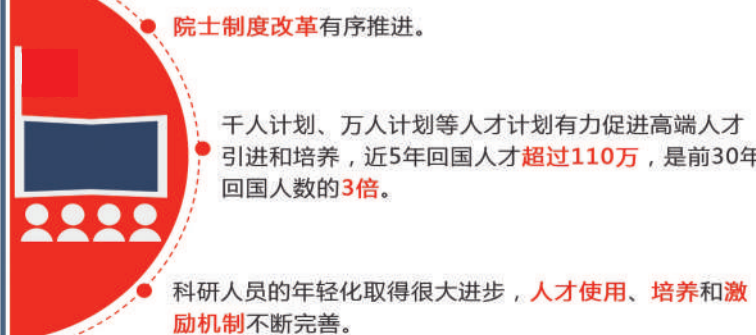 院士制度改革有序推进。
千人计划、万人计划等人才计划有力促进高端人才
引进和培养，近5年回国人才超过110万，是前30年
回国人数的3倍。
科研人员的年轻化取得很大进步，人才使用、培养和激
励机制不断完善。